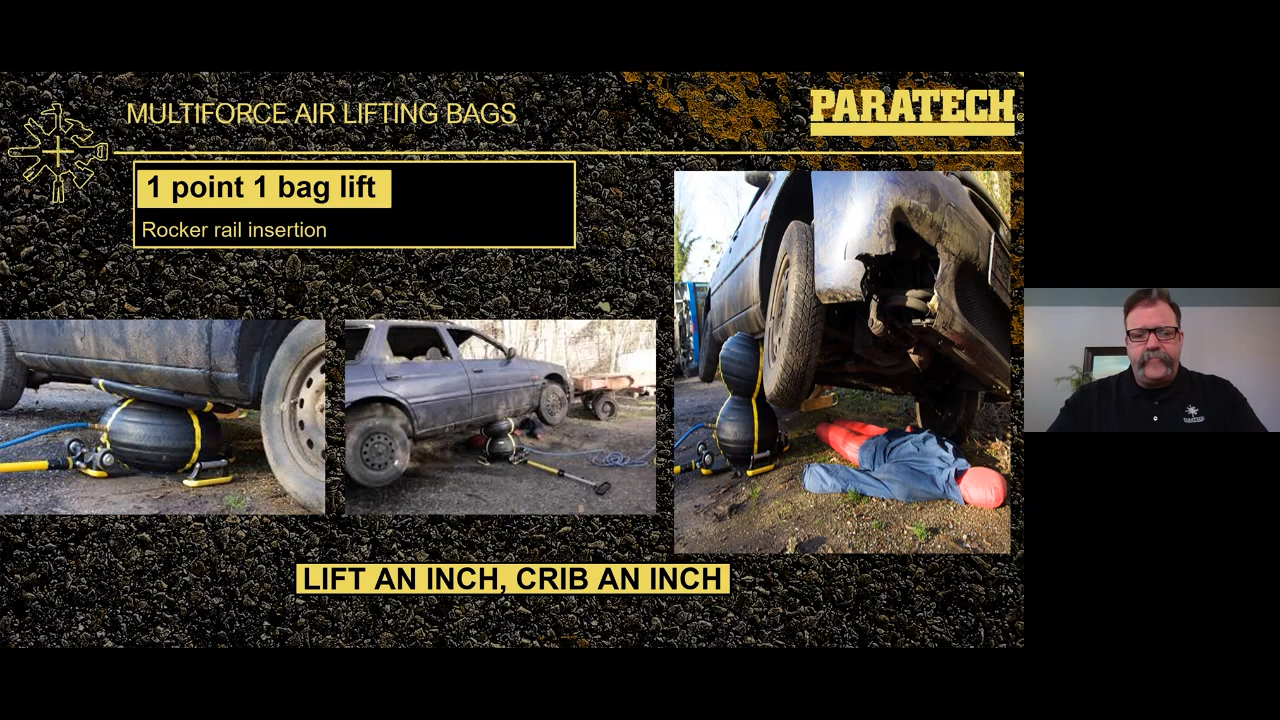 MULTIFORCE AIR LIFTING BAGS
PARATECH®
1 point 1 bag lift
Rocker rail insertion
LIFT AN INCH, CRIB AN INCH
PARATECH